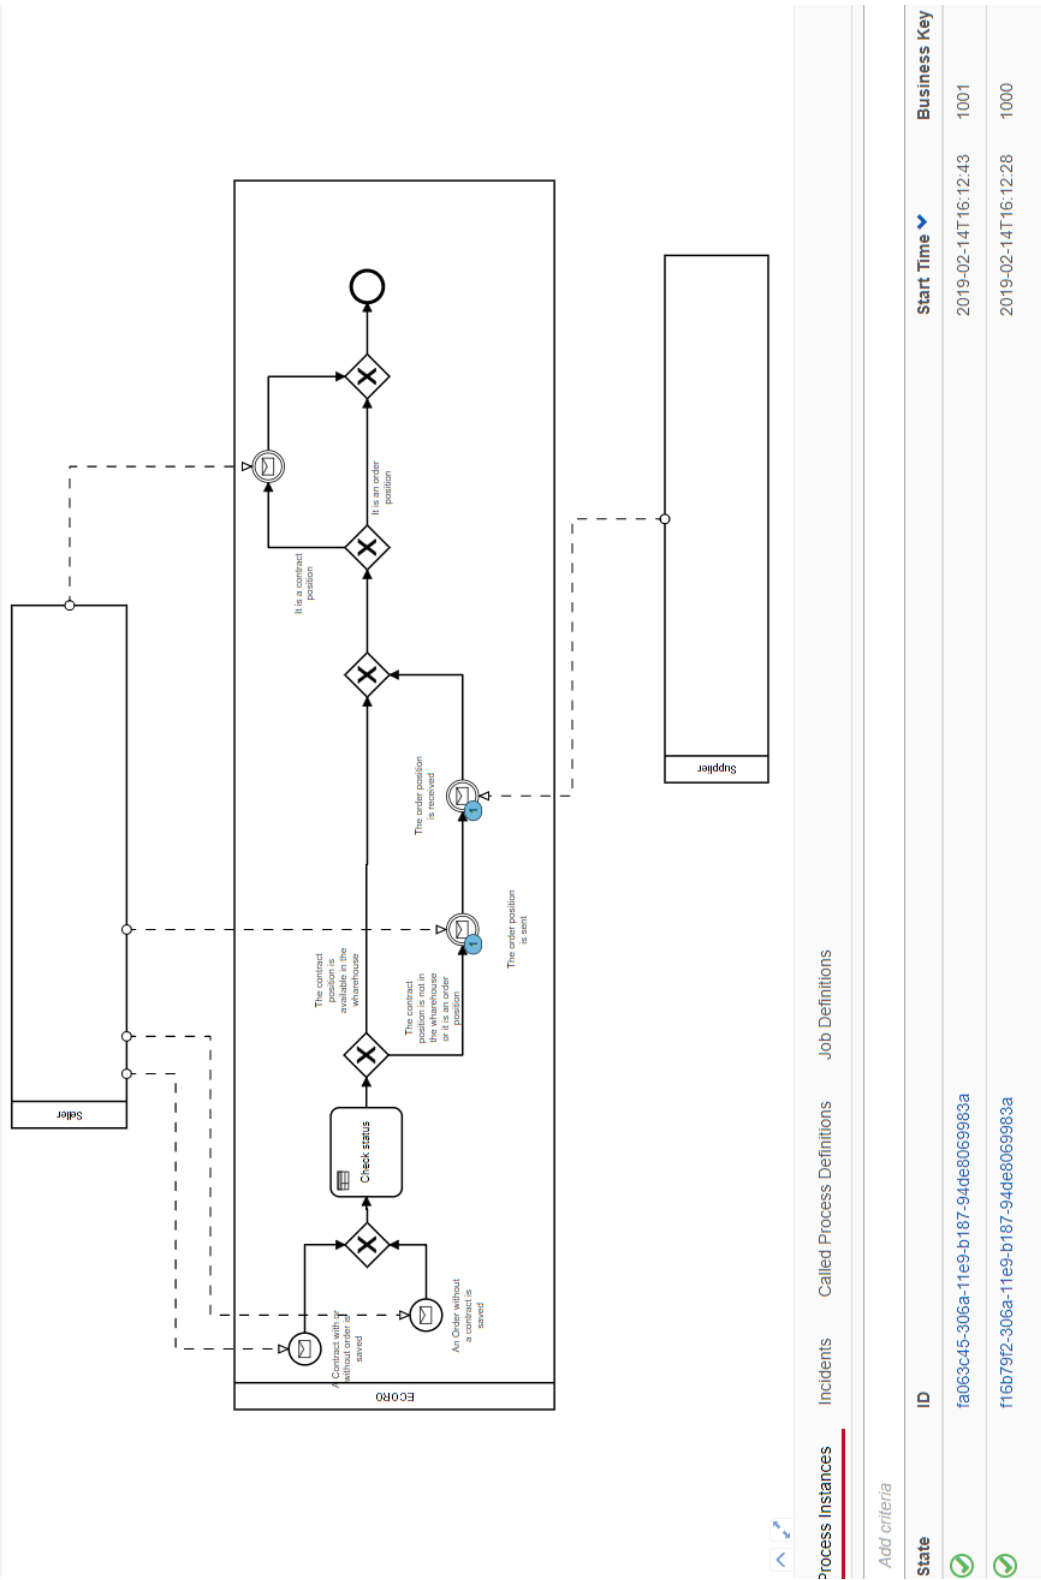 Seller
ECORO
A Contract with or
without order is
saved
An Order without
a contract is
saved
Check status
The contract
position is
available in the
wharehouse
The contract
position is not in
the wharehouse
or it is an order
position
The order position
is sent
1
The order position
is received
1
It is a contract
position
It is an order
position
Supplier
Process Instances Incidents Called Process Definitions Job Definitions
Add criteria
State ID Start Time Business Key
fa063c45-306a-11e9-b187-94de8069983a 2019-02-14T16:12:43 1001
f16b79f2-306a-11e9-b187-94de8069983a 2019-02-14T16:12:28 1000